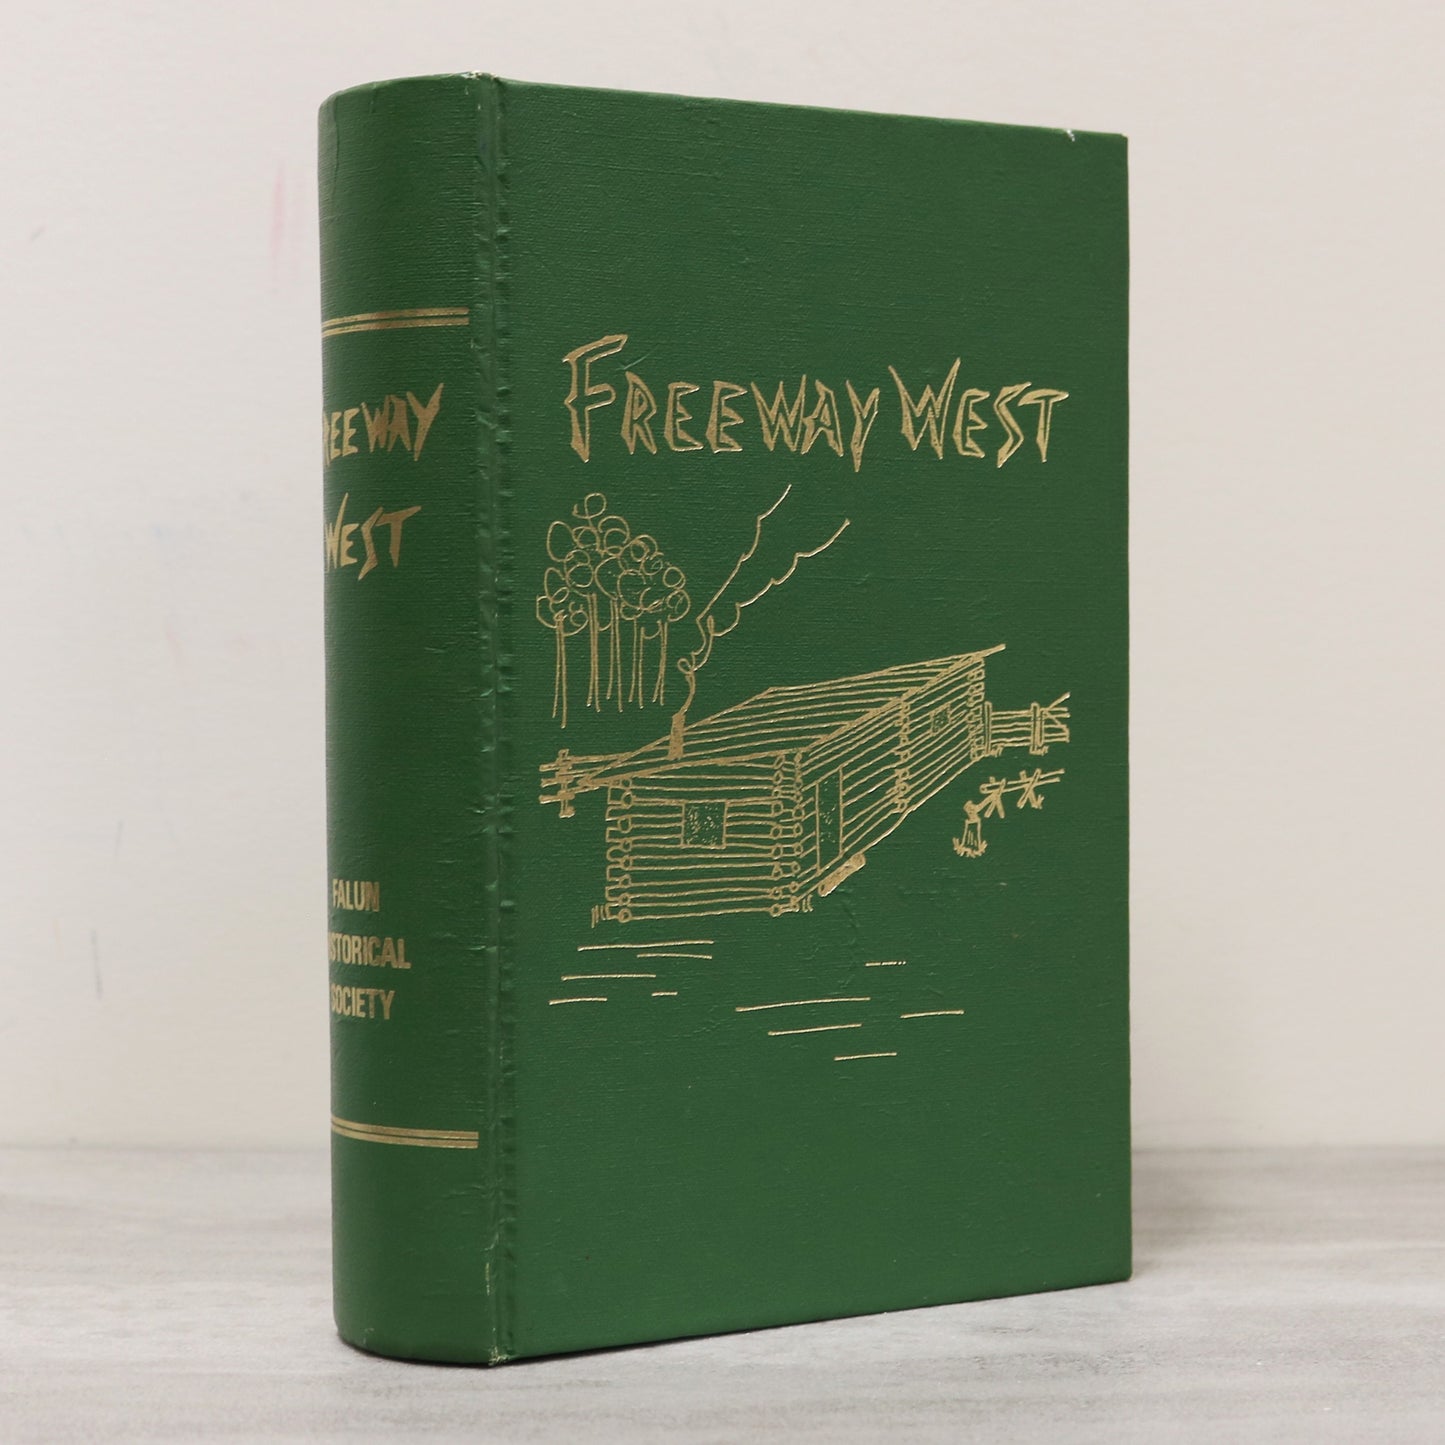 FREEWAY WEST
REEWAY
WEST
FALUN
ISTORICAL
SOCIETY